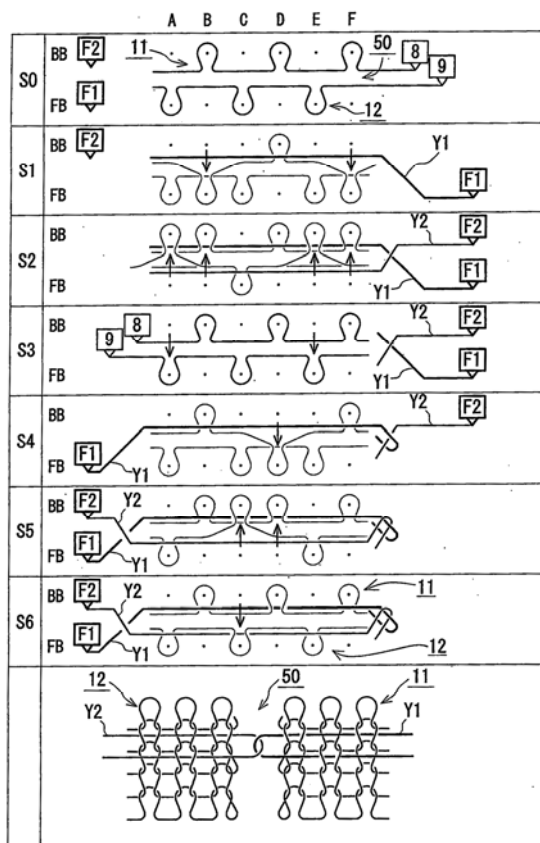 A B C D E F
S0 BB F2 11 50 8
9
FB F1 12
S1 BB F2 Y1
FB F1
S2 BB Y2 F2
FB Y1 F1
S3 BB 9 8 Y2 F2
FB Y1 F1
S4 BB Y2 F2
FB F1 Y1
S5 BB F2 Y2
FB F1 Y1
S6 BB F2 Y2 11
FB F1 Y1 12
12 50 11
Y2 Y1